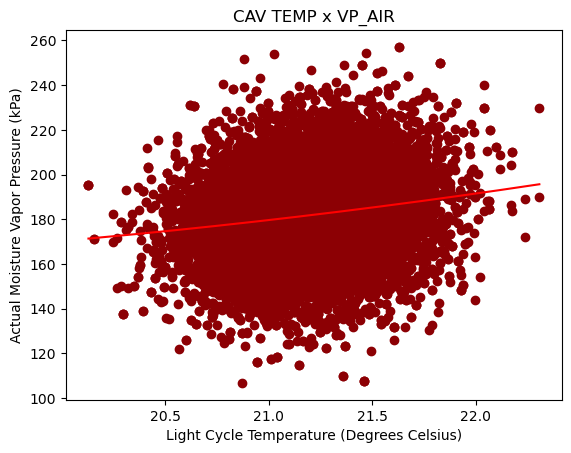 CAV TEMP x VP_AIR
260
240
220
200
180
160
140
120
100
Actual Moisture Vapor Pressure (kPa)
20.5 21.0 21.5 22.0
Light Cycle Temperature (Degrees Celsius)